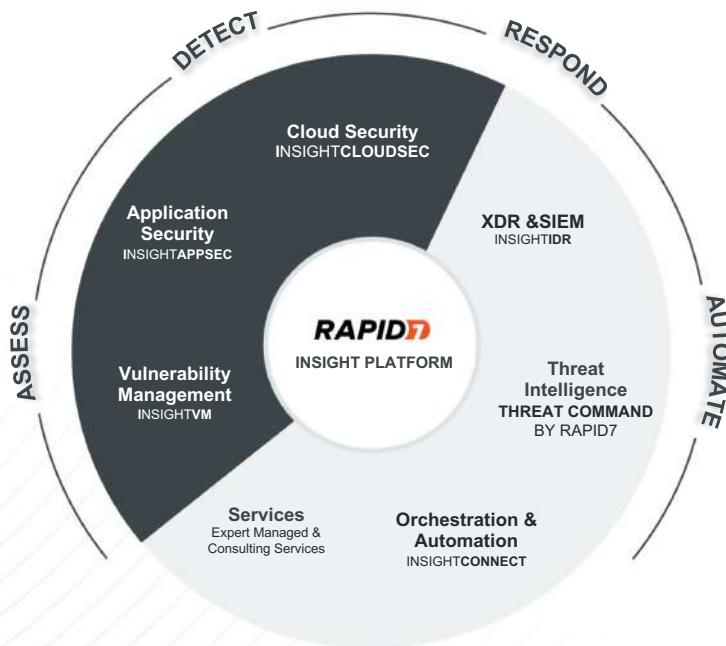 DETECT
RESPOND
ASSESS
AUTOMATE
Cloud Security
INSIGHTCLOUDSEC
Application
Security
INSIGHTAPPSEC
XDR &SIEM
INSIGHTIDR
RAPID7
INSIGHT PLATFORM
Vulnerability
Management
INSIGHTVM
Threat
Intelligence
THREAT COMMAND
BY RAPID7
Services
Expert Managed &
Consulting Services
Orchestration &
Automation
INSIGHTCONNECT